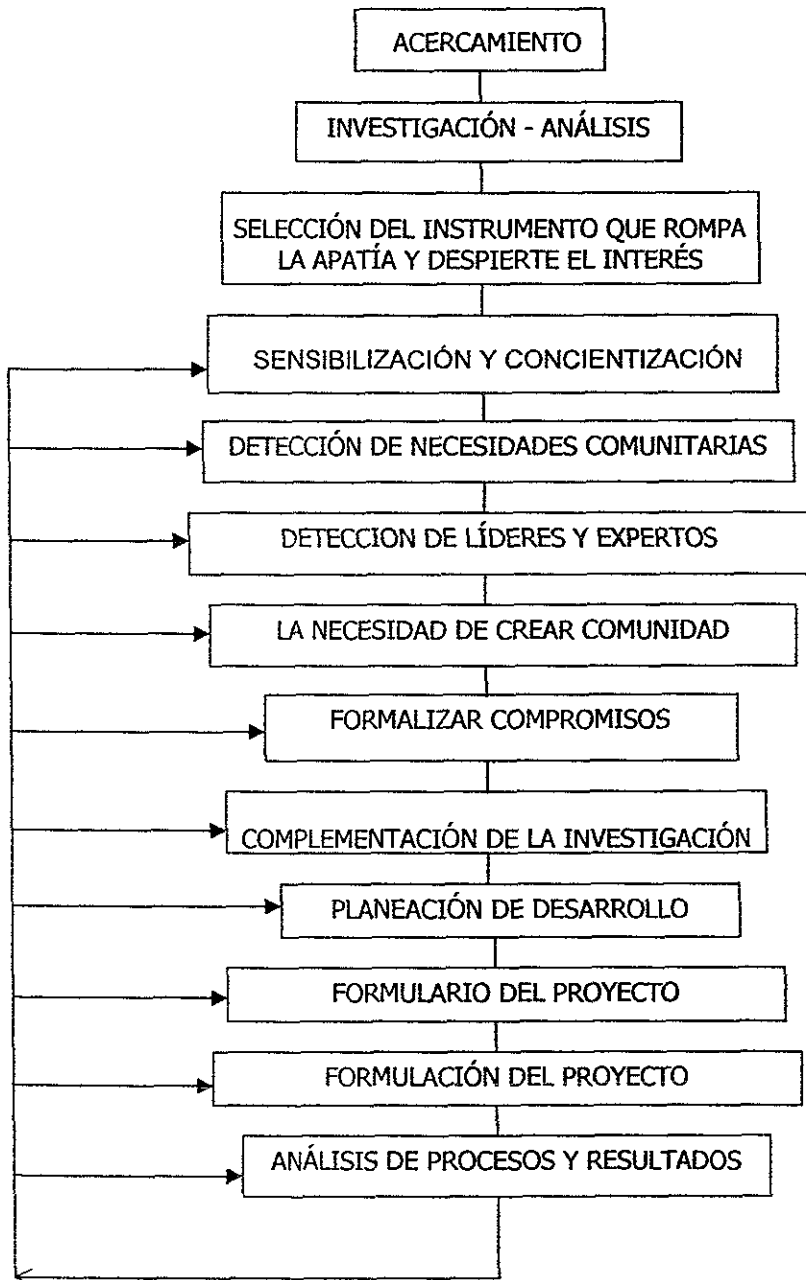 ACERCAMIENTO
INVESTIGACIÓN - ANÁLISIS
SELECCIÓN DEL INSTRUMENTO QUE ROMPA
LA APATÍA Y DESPIERTE EL INTERÉS
SENSIBILIZACIÓN Y CONCIENTIZACIÓN
DETECCIÓN DE NECESIDADES COMUNITARIAS
DETECCION DE LÍDERES Y EXPERTOS
LA NECESIDAD DE CREAR COMUNIDAD
FORMALIZAR COMPROMISOS
COMPLEMENTACIÓN DE LA INVESTIGACIÓN
PLANEACIÓN DE DESARROLLO
FORMULARIO DEL PROYECTO
FORMULACIÓN DEL PROYECTO
ANÁLISIS DE PROCESOS Y RESULTADOS